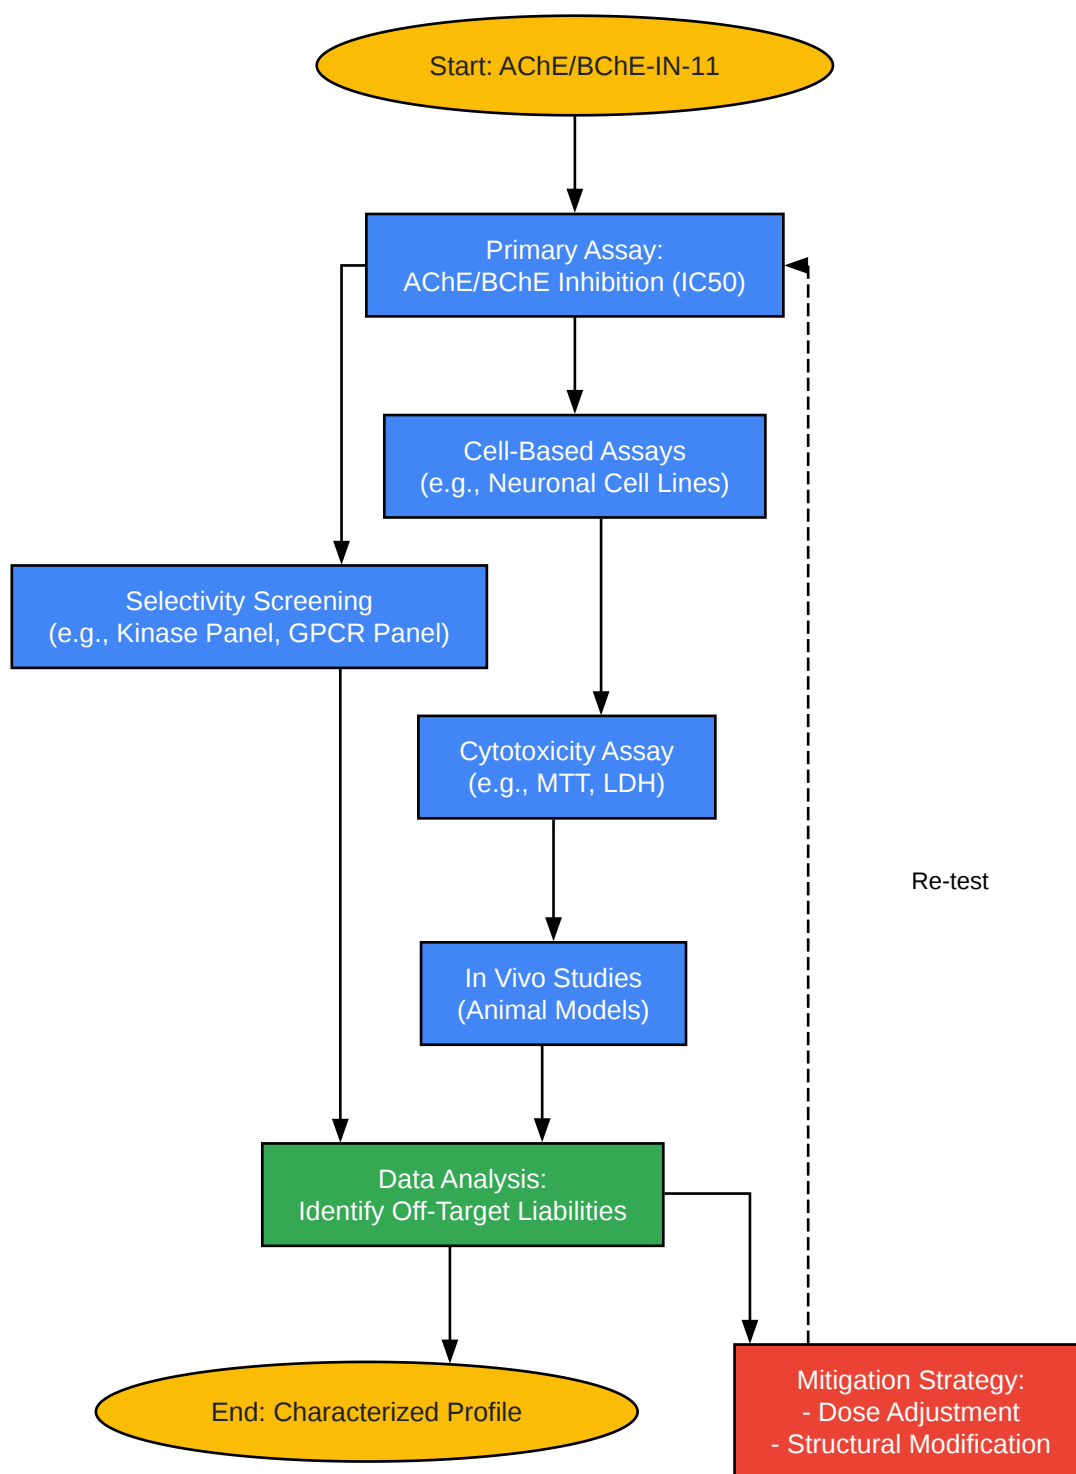 Start: AChE/BChE-IN-11
Primary Assay:
AChE/BChE Inhibition (IC50)
Cell-Based Assays
(e.g., Neuronal Cell Lines)
Selectivity Screening
(e.g., Kinase Panel, GPCR Panel)
Cytotoxicity Assay
(e.g., MTT, LDH)
Re-test
In Vivo Studies
(Animal Models)
Data Analysis:
Identify Off-Target Liabilities
End: Characterized Profile
Mitigation Strategy:
- Dose Adjustment
- Structural Modification